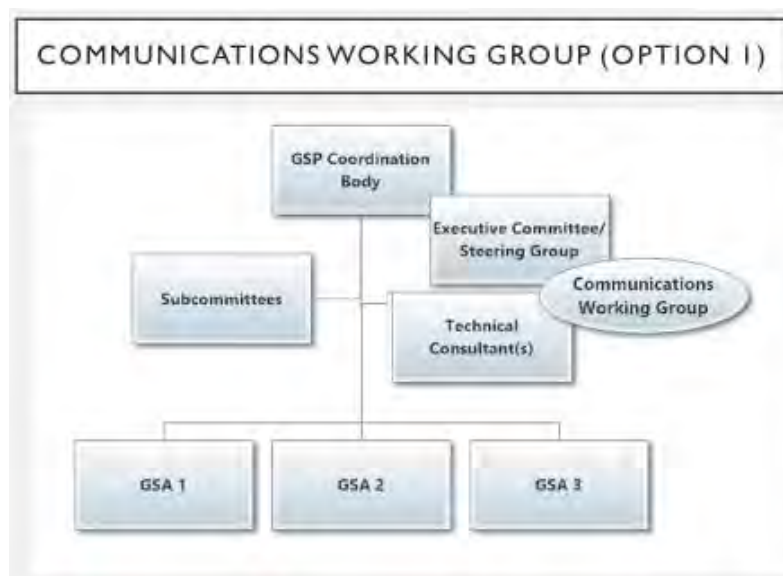 COMMUNICATIONS WORKING GROUP (OPTION 1)
GSP Coordination
Body
Executive Committee/
Steering Group
Communications
Working Group
Subcommittees
Technical
Consultant(s)
GSA 1
GSA 2
GSA 3